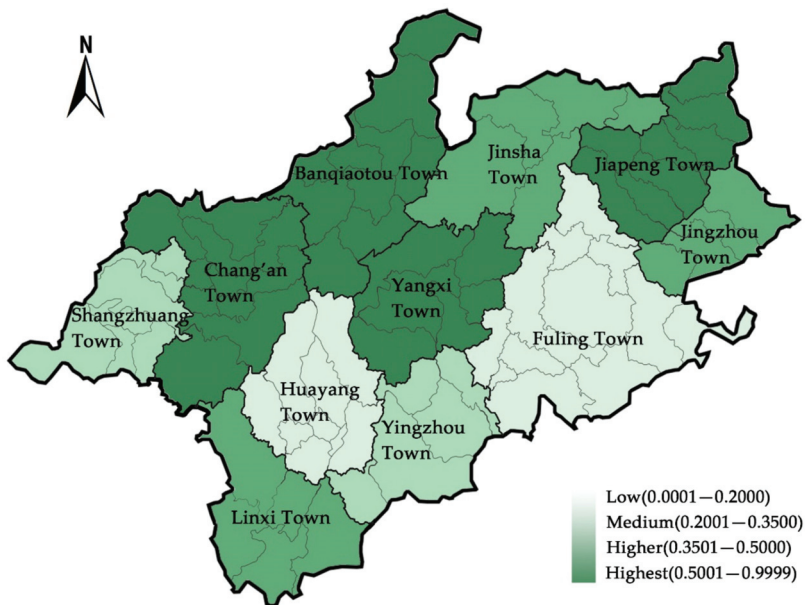 N
Banqiaotou Town
Jinsha
Town
Jiapeng Town
Jingzhou
Town
Chang'an
Town
Yangxi
Town
Shangzhuang
Town
Fuling Town
Huayang
Town
Yingzhou
Town
Linxi Town
Low(0.0001—0.2000)
Medium(0.2001—0.3500)
Higher(0.3501—0.5000)
Highest(0.5001—0.9999)